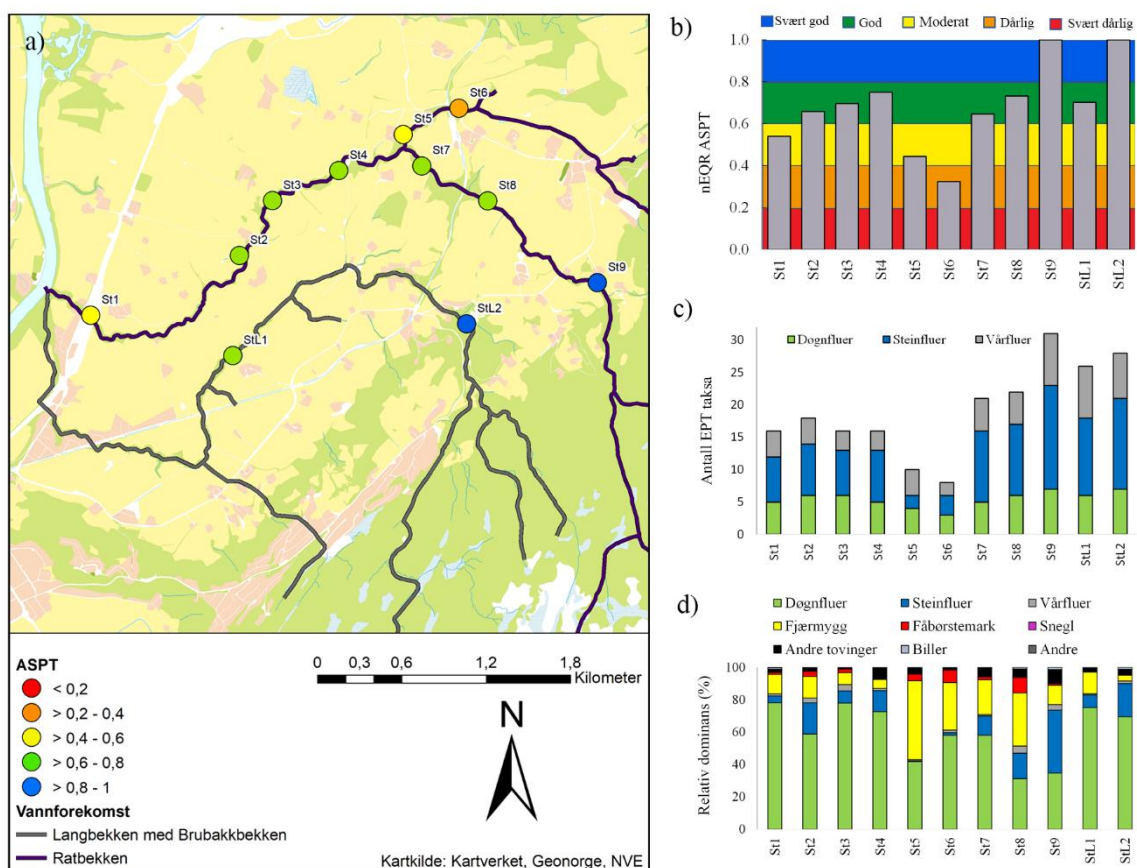 a)
St1
St2
St3
St4
St5
St6
St7
St8
St9
StL1
StL2
ASPT
< 0,2
> 0,2 - 0,4
> 0,4 - 0,6
> 0,6 - 0,8
> 0,8 - 1
Vannforekomst
Langbekken med Brubakkbekken
Ratbekken
0 0,3 0,6 1,2 1,8
Kilometer
N
Kartkilde: Kartverket, Geonorge, NVE
b)
Svært god God Moderat Dårlig Svært dårlig
nEQR ASPT
1.0
0.8
0.6
0.4
0.2
0.0
St1 St2 St3 St4 St5 St6 St7 St8 St9 StL1 StL2
c)
Døgnfluer Steinfluer Vårfluer
Antall EPT taksa
30
25
20
15
10
5
0
St1 St2 St3 St4 St5 St6 St7 St8 St9 StL1 StL2
d)
Døgnfluer Steinfluer Vårfluer
Fjærmygg Fåbørstemark Snegl
Andre tovinger Biller Andre
Relativ dominans (%)
100
80
60
40
20
0
St1 St2 St3 St4 St5 St6 St7 St8 St9 StL1 StL2